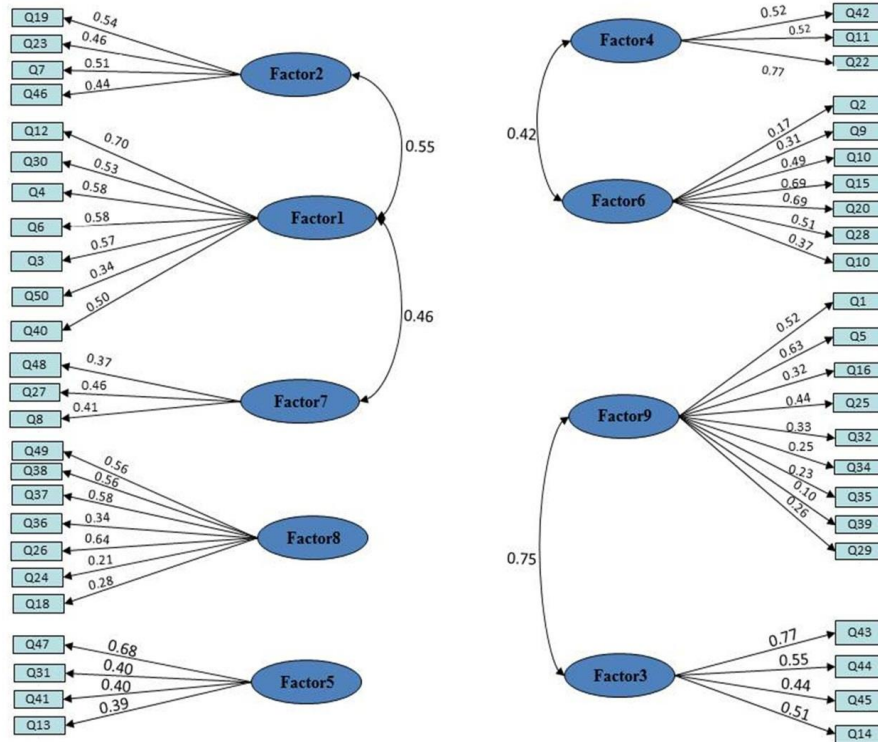 Q19
0.54
Q23
0.46
Q7
0.51
Q46
0.44
Factor2
0.55
Q12
0.70
Q30
0.53
Q4
0.58
Q6
0.58
Q3
0.57
Q50
0.34
Q40
0.50
Factor1
0.46
Q48
0.37
Q27
0.46
Q8
0.41
Factor7
Q49
0.56
Q38
0.56
Q37
0.58
Q36
0.34
Q26
0.64
Q24
0.21
Q18
0.28
Factor8
Q47
0.68
Q31
0.40
Q41
0.40
Q13
0.39
Factor5
Factor4
0.52
Q42
0.52
Q11
0.77
Q22
0.42
Factor6
0.17
Q2
0.31
Q9
0.49
Q10
0.69
Q15
0.69
Q20
0.51
Q28
0.37
Q10
Factor9
0.52
Q1
0.63
Q5
0.32
Q16
0.44
Q25
0.33
Q32
0.25
Q34
0.23
Q35
0.10
Q39
0.26
Q29
0.75
Factor3
0.77
Q43
0.55
Q44
0.44
Q45
0.51
Q14